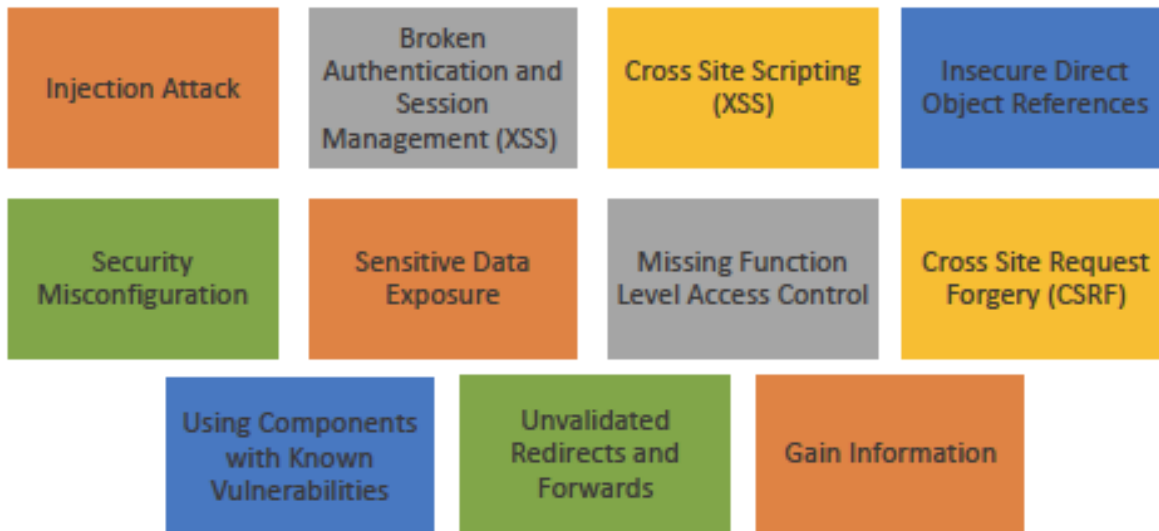 Injection Attack
Broken
Authentication and
Session
Management (XSS)
Cross Site Scripting
(XSS)
Insecure Direct
Object References
Security
Misconfiguration
Sensitive Data
Exposure
Missing Function
Level Access Control
Cross Site Request
Forgery (CSRF)
Using Components
with Known
Vulnerabilities
Unvalidated
Redirects and
Forwards
Gain Information